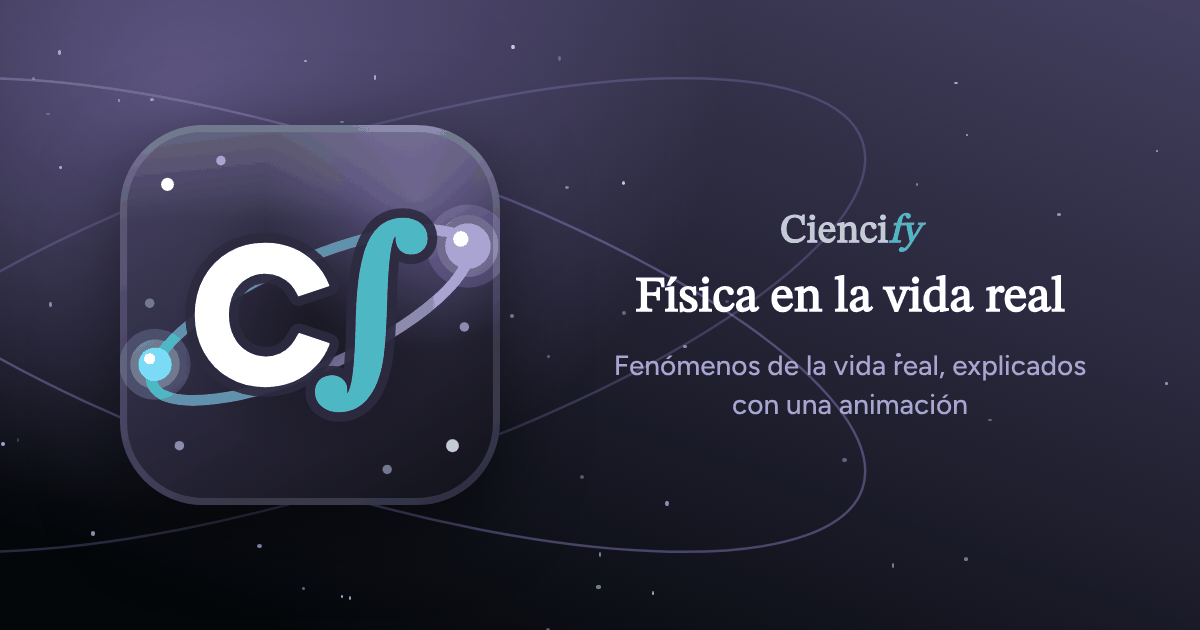 C∫
Ciencify
Física en la vida real
Fenómenos de la vida real, explicados
con una animación